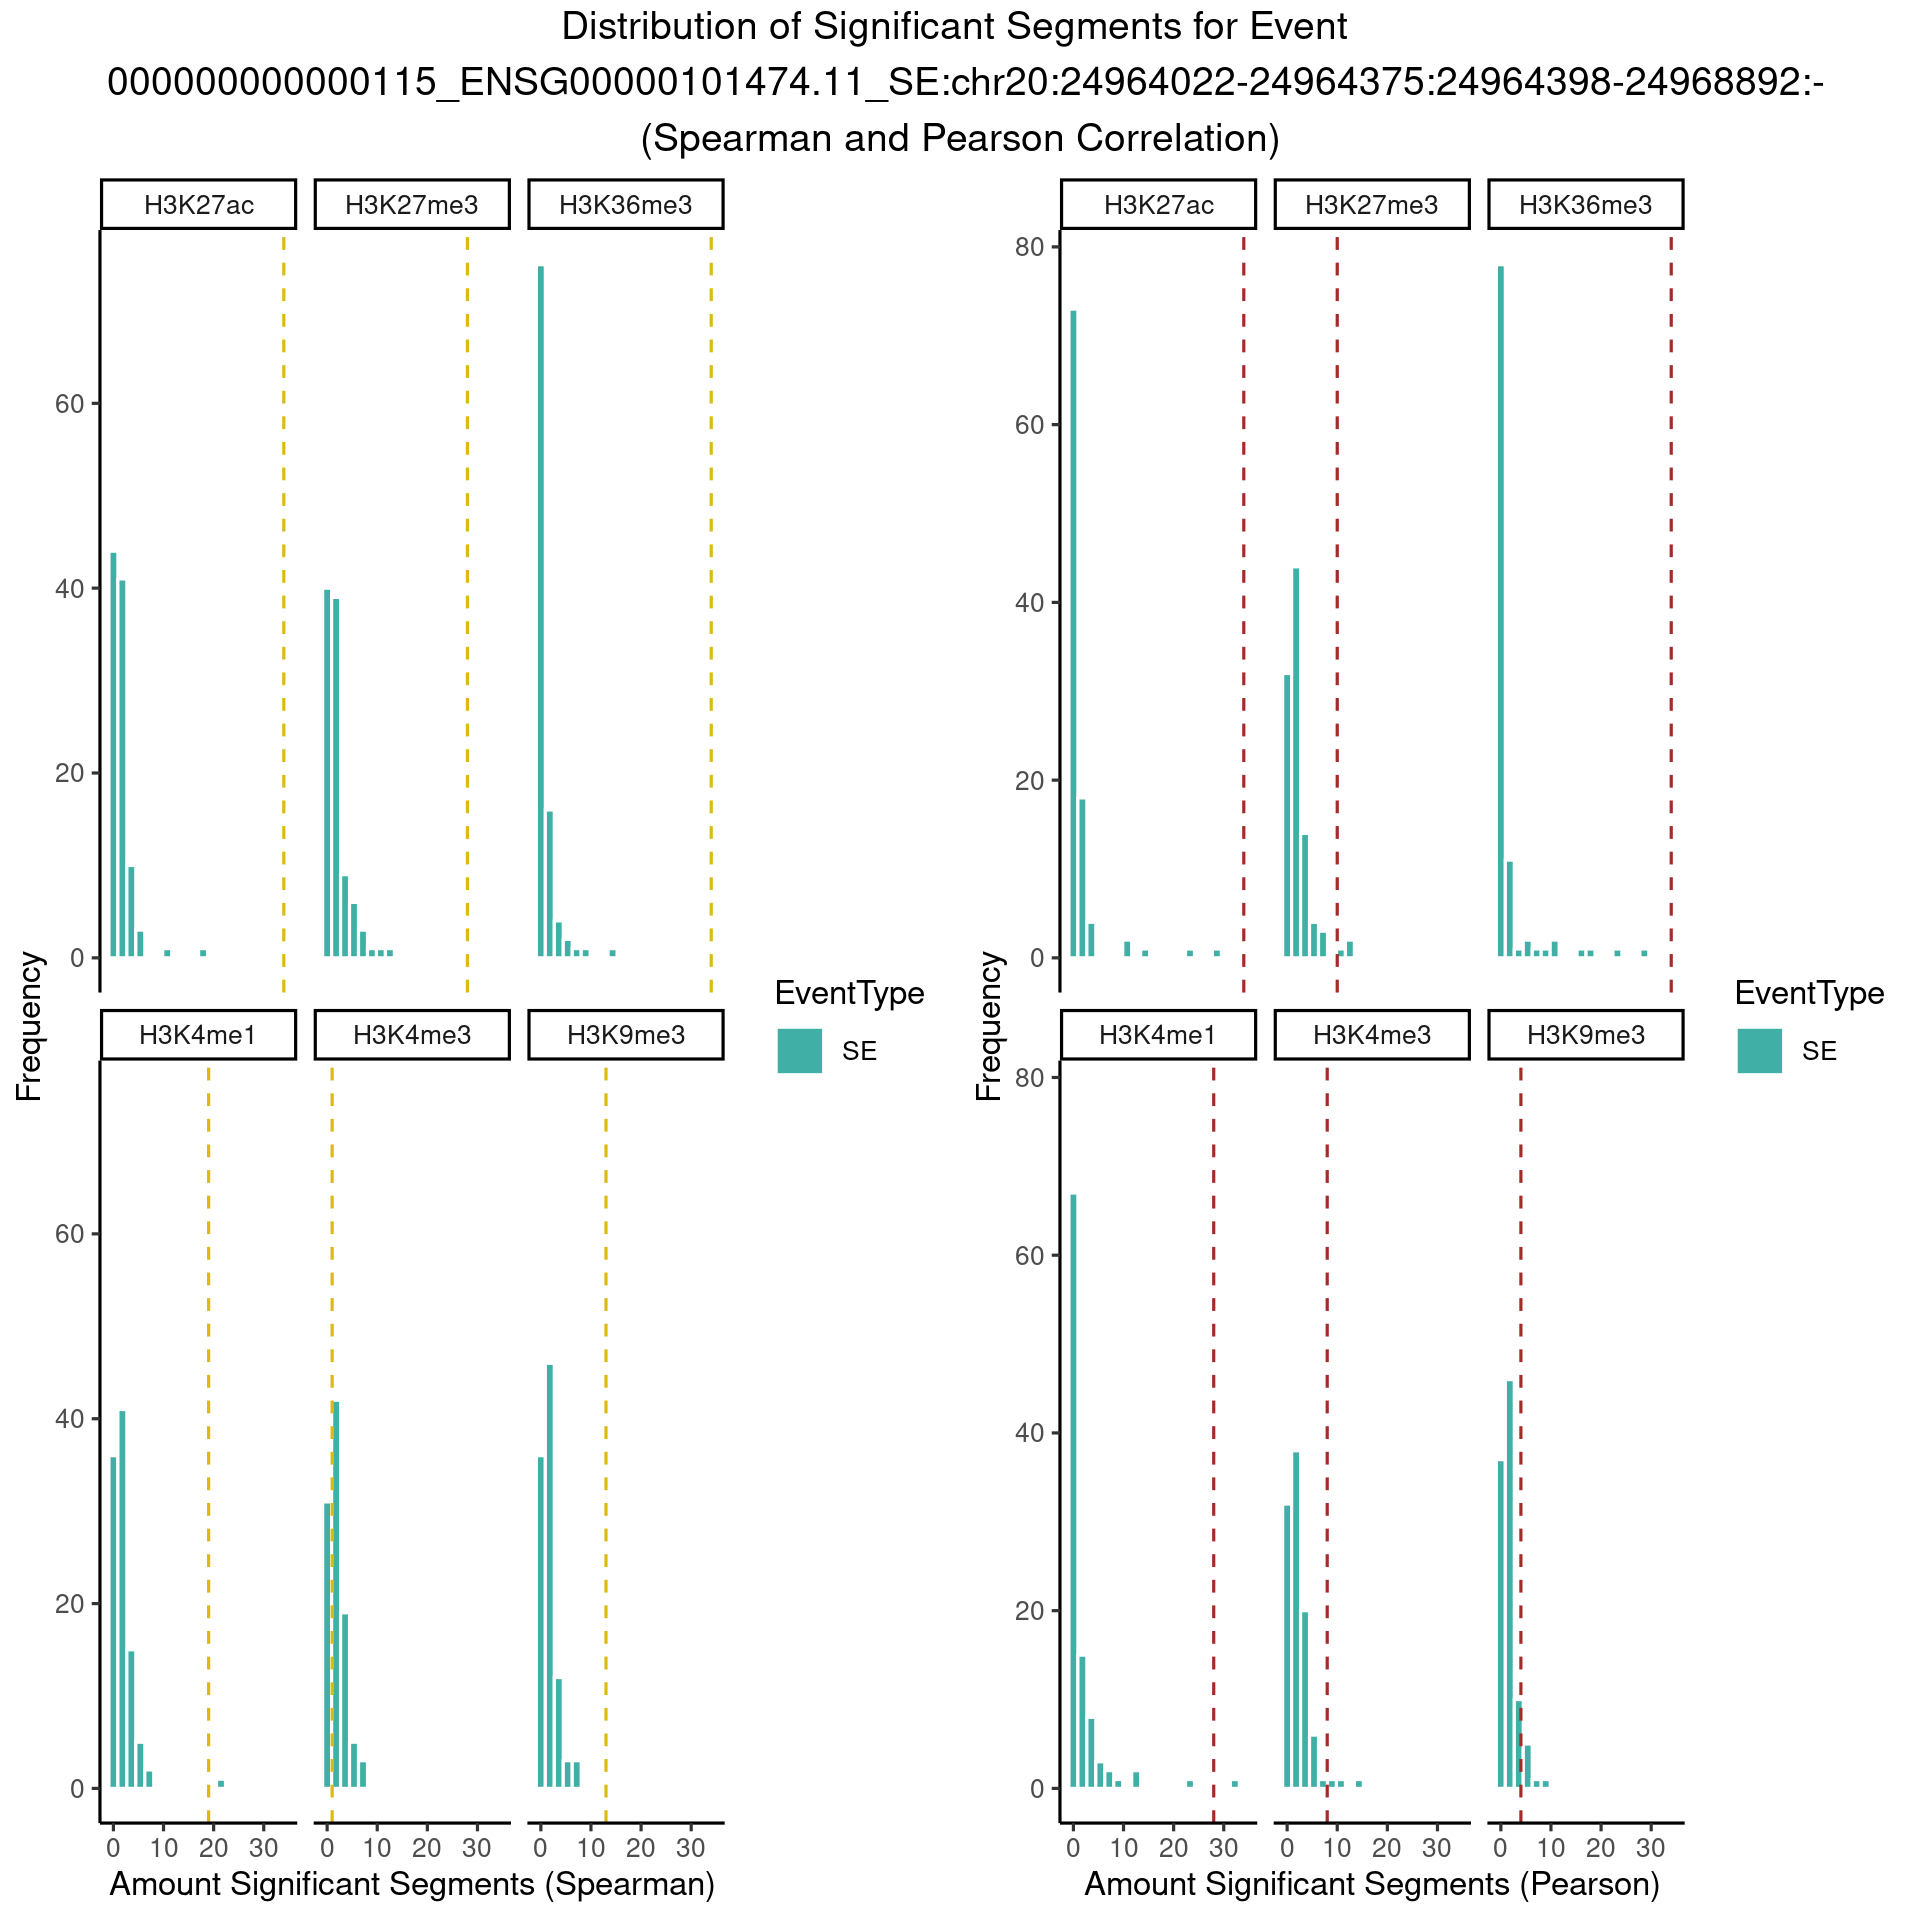 Distribution of Significant Segments for Event
000000000000115_ENSG00000101474.11_SE:chr20:24964022-24964375:24964398-24968892:-
(Spearman and Pearson Correlation)
H3K27ac H3K27me3 H3K36me3
60
40
20
0
H3K4me1 H3K4me3 H3K9me3
60
40
20
0
0 10 20 30 0 10 20 30 0 10 20 30
Amount Significant Segments (Spearman)
Frequency
EventType
SE
H3K27ac H3K27me3 H3K36me3
80
60
40
20
0
H3K4me1 H3K4me3 H3K9me3
80
60
40
20
0
0 10 20 30 0 10 20 30 0 10 20 30
Amount Significant Segments (Pearson)
Frequency
EventType
SE